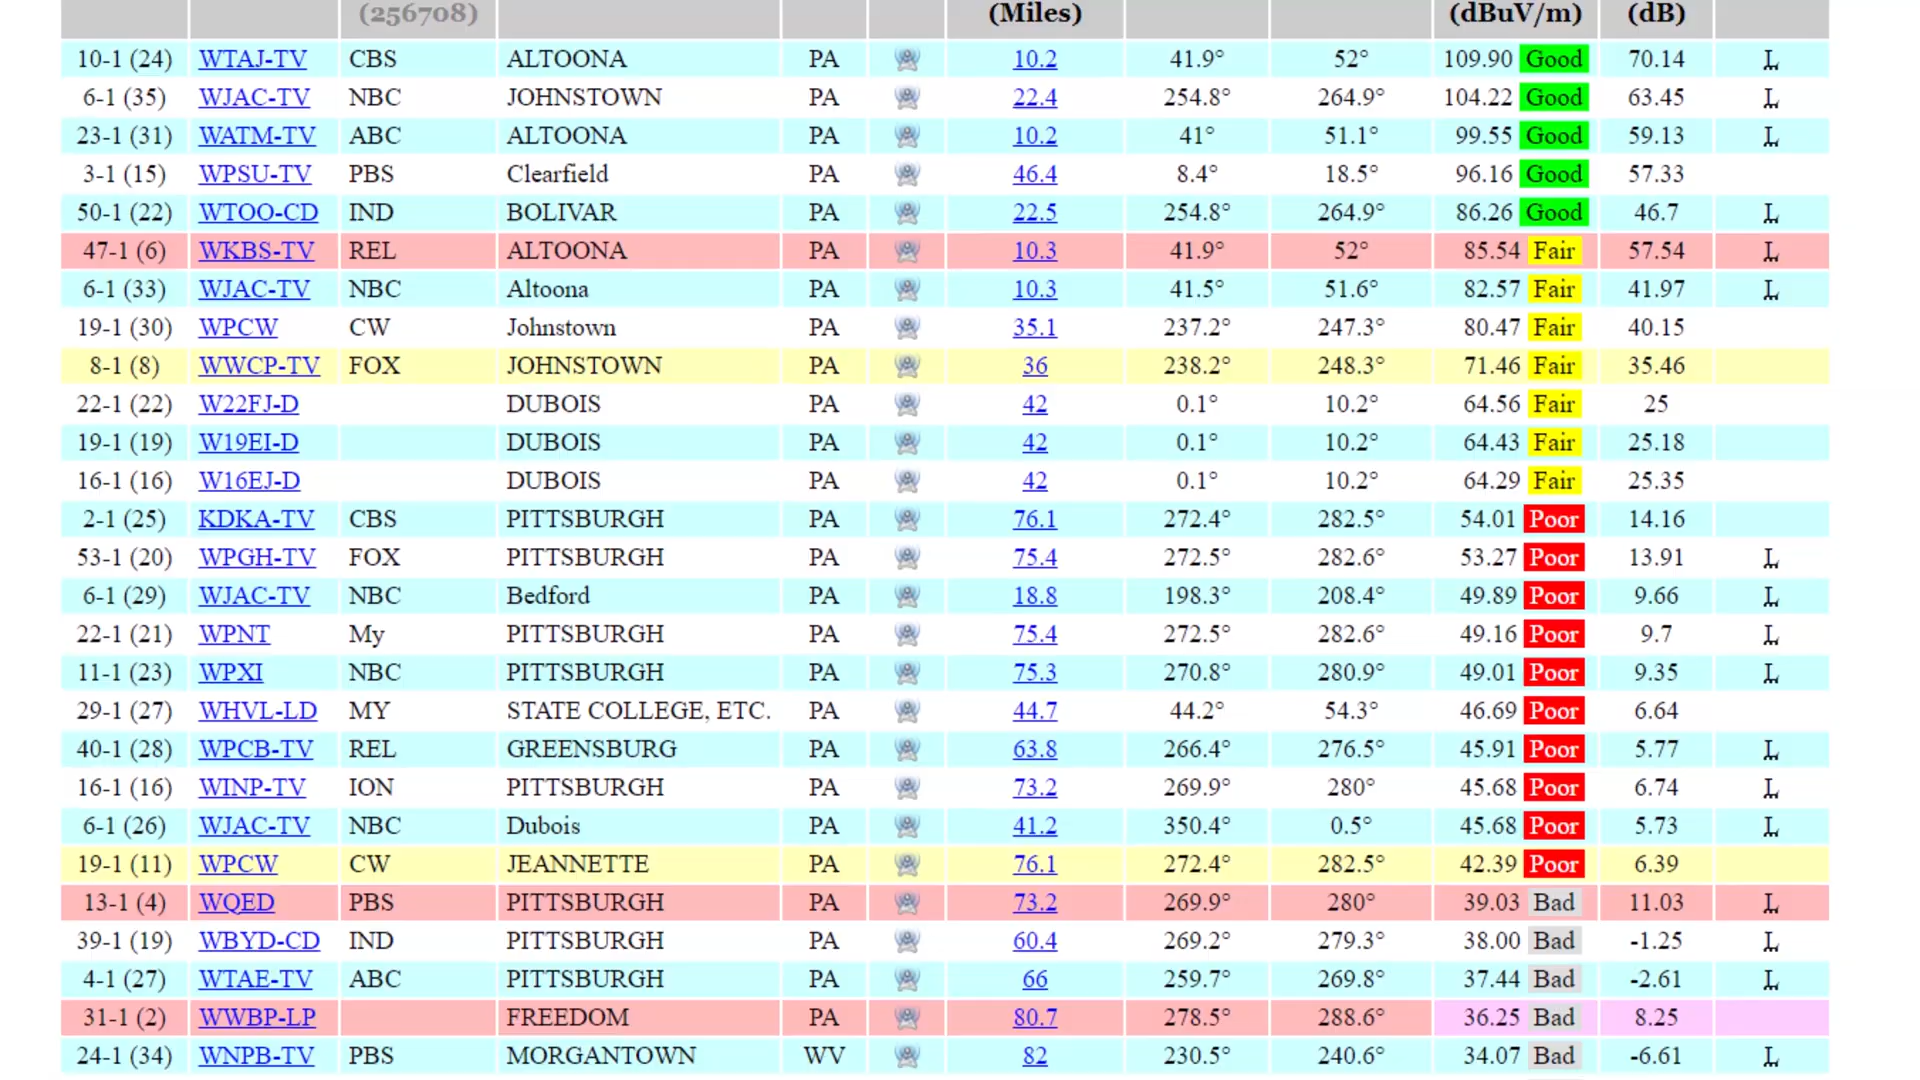 (256708) (Miles) (dBuV/m) (dB)
10-1 (24) WTAJ-TV CBS ALTOONA PA 10.2 41.9° 52° 109.90 Good 70.14 L
6-1 (35) WJAC-TV NBC JOHNSTOWN PA 22.4 254.8° 264.9° 104.22 Good 63.45 L
23-1 (31) WATM-TV ABC ALTOONA PA 10.2 41° 51.1° 99.55 Good 59.13 L
3-1 (15) WPSU-TV PBS Clearfield PA 46.4 8.4° 18.5° 96.16 Good 57.33
50-1 (22) WTOO-CD IND BOLIVAR PA 22.5 254.8° 264.9° 86.26 Good 46.7 L
47-1 (6) WKBS-TV REL ALTOONA PA 10.3 41.9° 52° 85.54 Fair 57.54 L
6-1 (33) WJAC-TV NBC Altoona PA 10.3 41.5° 51.6° 82.57 Fair 41.97 L
19-1 (30) WPCW CW Johnstown PA 35.1 237.2° 247.3° 80.47 Fair 40.15
8-1 (8) WWCP-TV FOX JOHNSTOWN PA 36 238.2° 248.3° 71.46 Fair 35.46
22-1 (22) W22FJ-D DUBOIS PA 42 0.1° 10.2° 64.56 Fair 25
19-1 (19) W19EI-D DUBOIS PA 42 0.1° 10.2° 64.43 Fair 25.18
16-1 (16) W16EJ-D DUBOIS PA 42 0.1° 10.2° 64.29 Fair 25.35
2-1 (25) KDKA-TV CBS PITTSBURGH PA 76.1 272.4° 282.5° 54.01 Poor 14.16
53-1 (20) WPGH-TV FOX PITTSBURGH PA 75.4 272.5° 282.6° 53.27 Poor 13.91 L
6-1 (29) WJAC-TV NBC Bedford PA 18.8 198.3° 208.4° 49.89 Poor 9.66 L
22-1 (21) WPNT My PITTSBURGH PA 75.4 272.5° 282.6° 49.16 Poor 9.7 L
11-1 (23) WPXI NBC PITTSBURGH PA 75.3 270.8° 280.9° 49.01 Poor 9.35 L
29-1 (27) WHVL-LD MY STATE COLLEGE, ETC. PA 44.7 44.2° 54.3° 46.69 Poor 6.64
40-1 (28) WPCB-TV REL GREENSBURG PA 63.8 266.4° 276.5° 45.91 Poor 5.77 L
16-1 (16) WINP-TV ION PITTSBURGH PA 73.2 269.9° 280° 45.68 Poor 6.74 L
6-1 (26) WJAC-TV NBC Dubois PA 41.2 350.4° 0.5° 45.68 Poor 5.73 L
19-1 (11) WPCW CW JEANNETTE PA 76.1 272.4° 282.5° 42.39 Poor 6.39
13-1 (4) WQED PBS PITTSBURGH PA 73.2 269.9° 280° 39.03 Bad 11.03 L
39-1 (19) WBYD-CD IND PITTSBURGH PA 60.4 269.2° 279.3° 38.00 Bad -1.25 L
4-1 (27) WTAE-TV ABC PITTSBURGH PA 66 259.7° 269.8° 37.44 Bad -2.61 L
31-1 (2) WWBP-LP FREEDOM PA 80.7 278.5° 288.6° 36.25 Bad 8.25
24-1 (34) WNPB-TV PBS MORGANTOWN WV 82 230.5° 240.6° 34.07 Bad -6.61 L